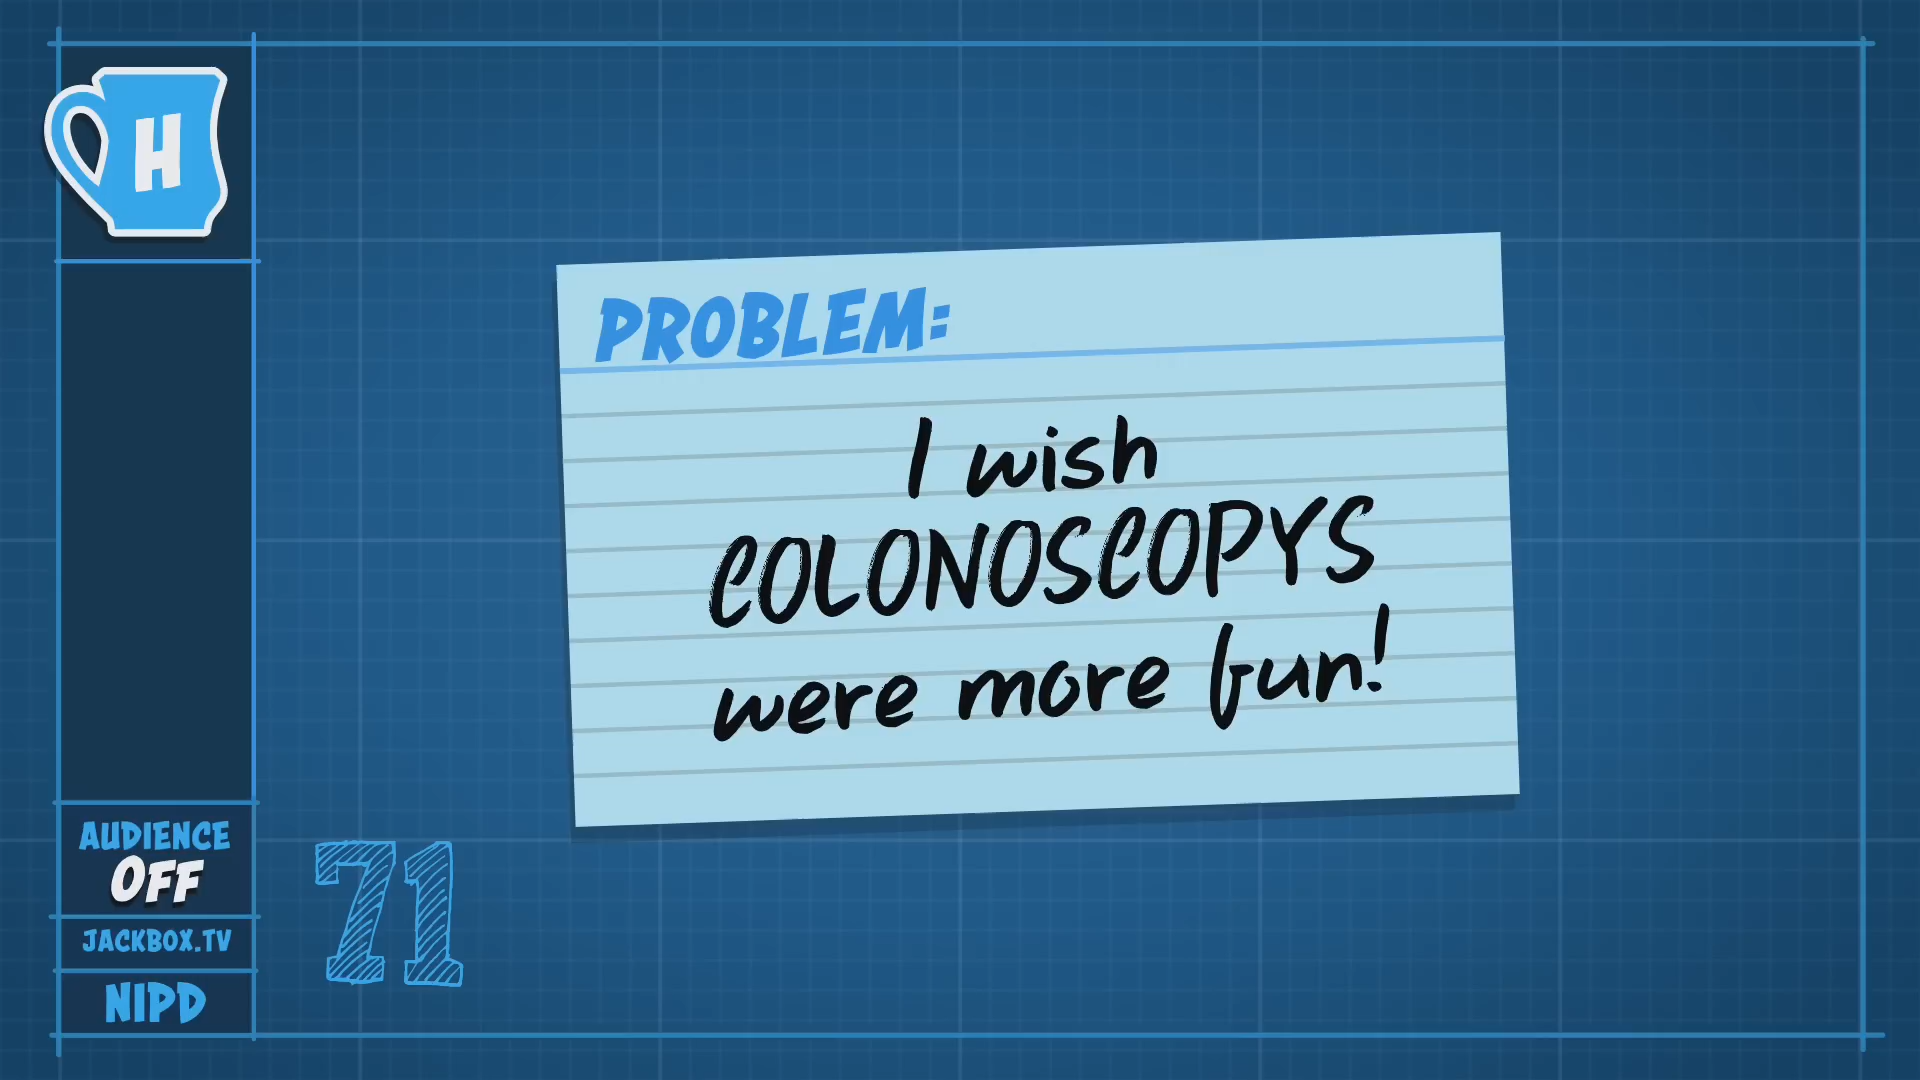 H
PROBLEM:
I wish
COLONOSCOPYS
were more fun!
AUDIENCE
OFF
JACKBOX.TV
NIPD
71